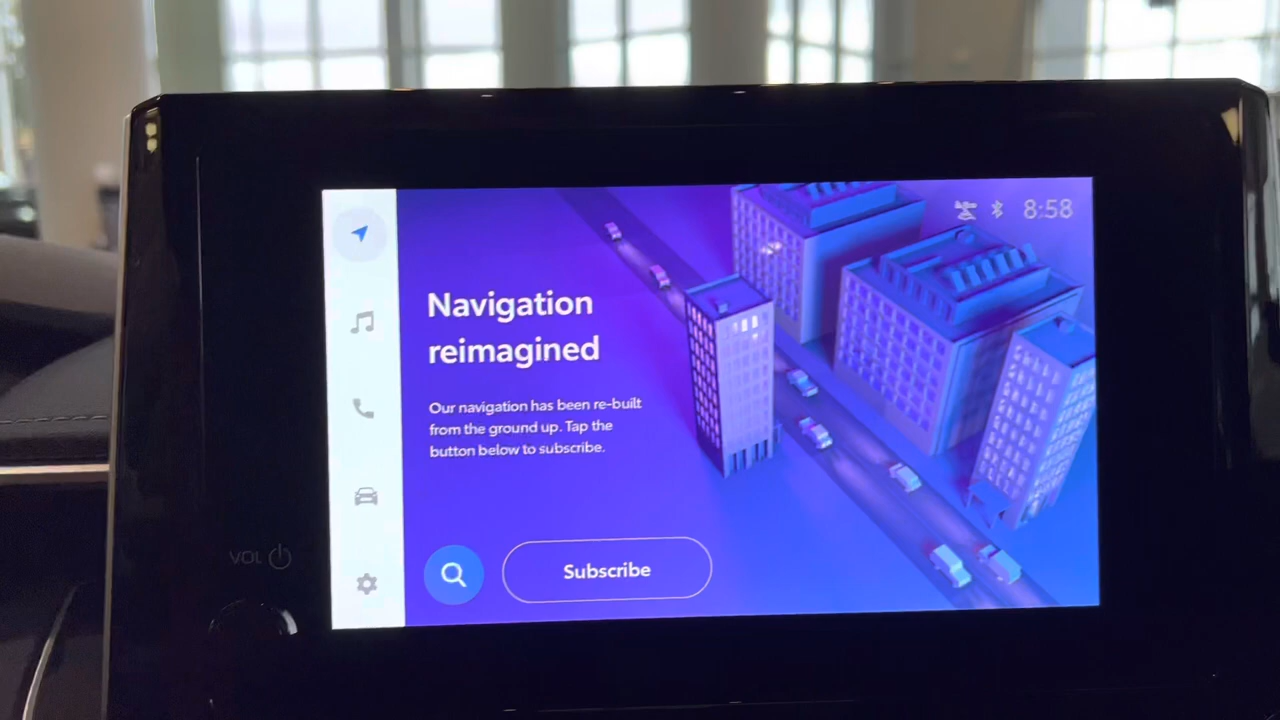 8:58
Navigation
reimagined
Our navigation has been re-built
from the ground up. Tap the
button below to subscribe.
VOL
Subscribe